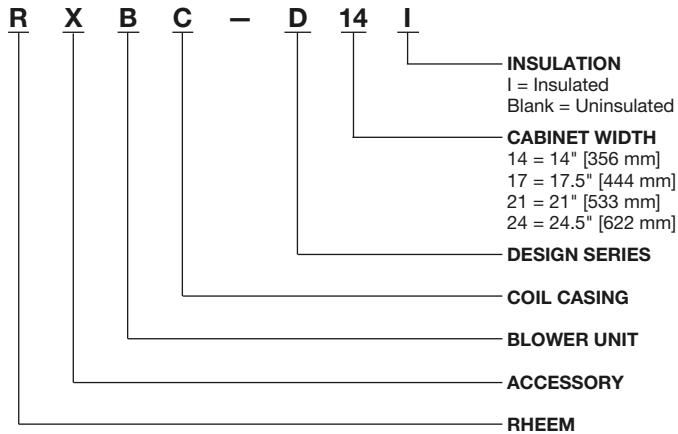 R X B C — D 14 I
INSULATION
I = Insulated
Blank = Uninsulated
CABINET WIDTH
14 = 14" [356 mm]
17 = 17.5" [444 mm]
21 = 21" [533 mm]
24 = 24.5" [622 mm]
DESIGN SERIES
COIL CASING
BLOWER UNIT
ACCESSORY
RHEEM